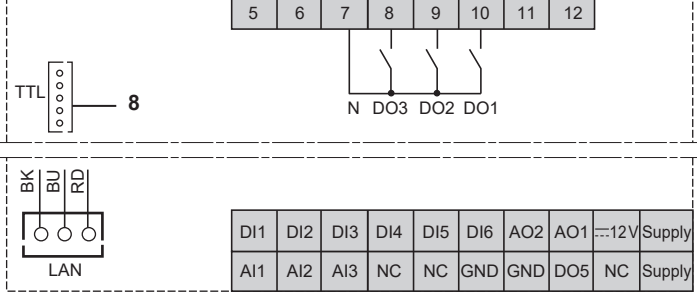 5 6 7 8 9 10 11 12
TTL
8
N DO3 DO2 DO1
BK BU RD
LAN
DI1 DI2 DI3 DI4 DI5 DI6 AO2 AO1 ⎓12V Supply
AI1 AI2 AI3 NC NC GND GND DO5 NC Supply